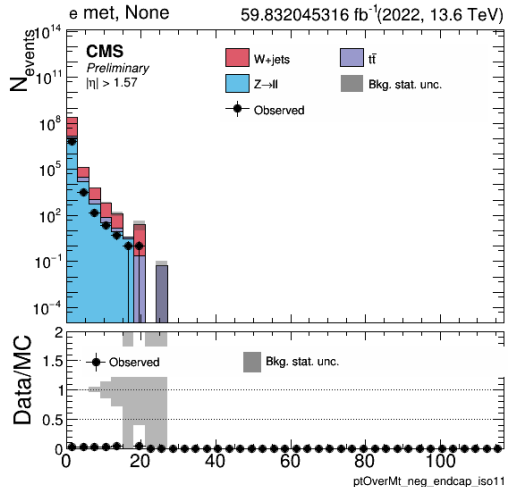 e met, None 59.832045316 fb⁻¹(2022, 13.6 TeV)
N_events
10¹⁴
10¹¹
10⁸
10⁵
10²
10⁻¹
10⁻⁴
CMS
Preliminary
|η| > 1.57
W+jets
tt̄
Z→ll
Bkg. stat. unc.
Observed
Data/MC
2
1.5
1
0.5
0
Observed
Bkg. stat. unc.
0 20 40 60 80 100
ptOverMt_neg_endcap_iso11